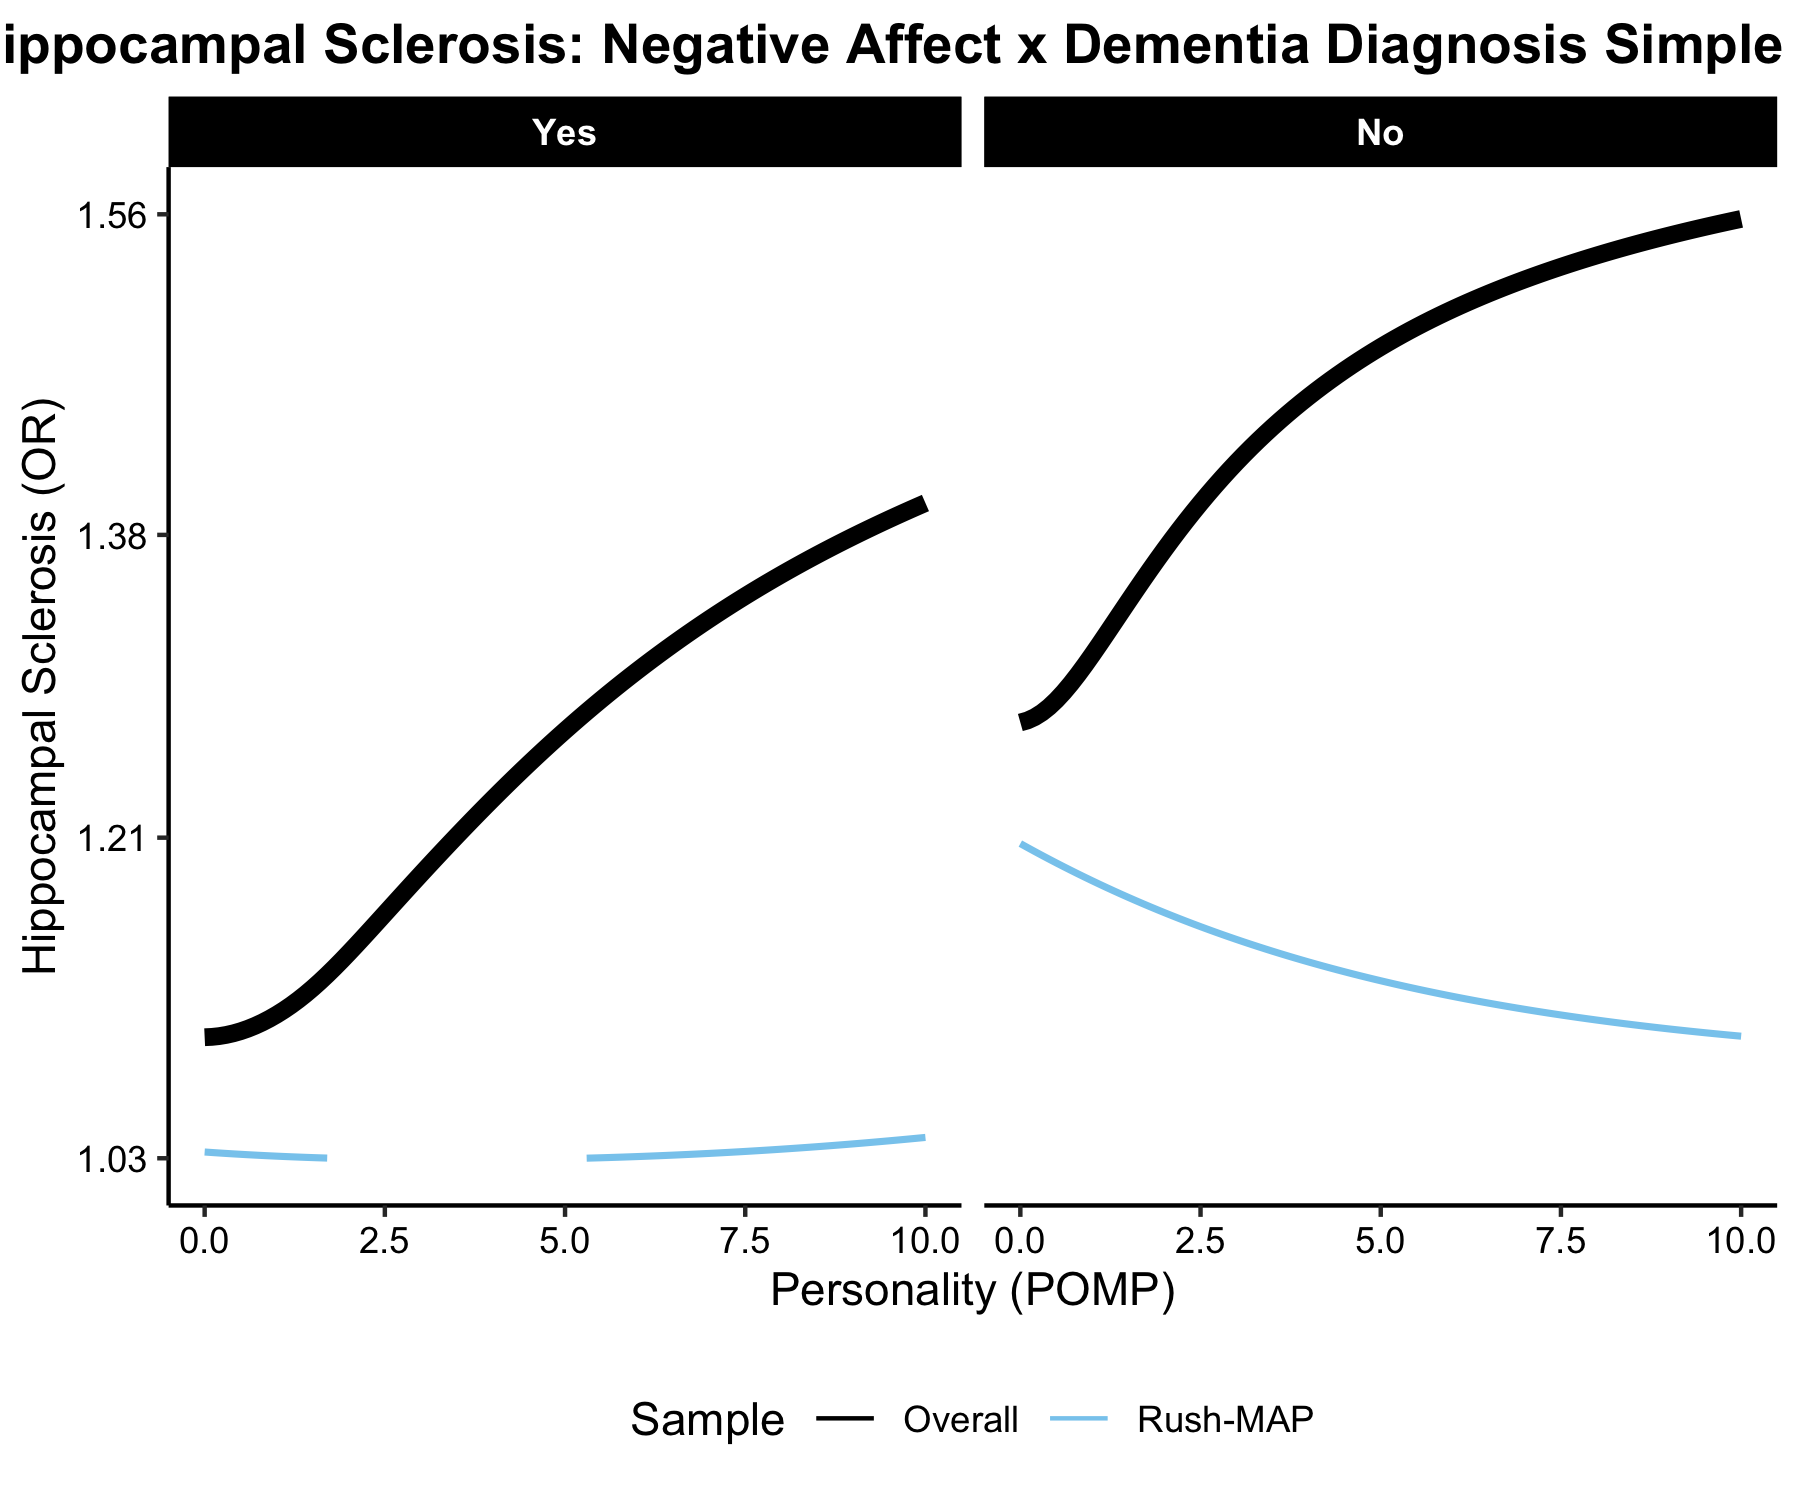 ippocampal Sclerosis: Negative Affect x Dementia Diagnosis Simple
Yes
No
Hippocampal Sclerosis (OR)
1.56
1.38
1.21
1.03
0.0 2.5 5.0 7.5 10.0
0.0 2.5 5.0 7.5 10.0
Personality (POMP)
Sample Overall Rush-MAP